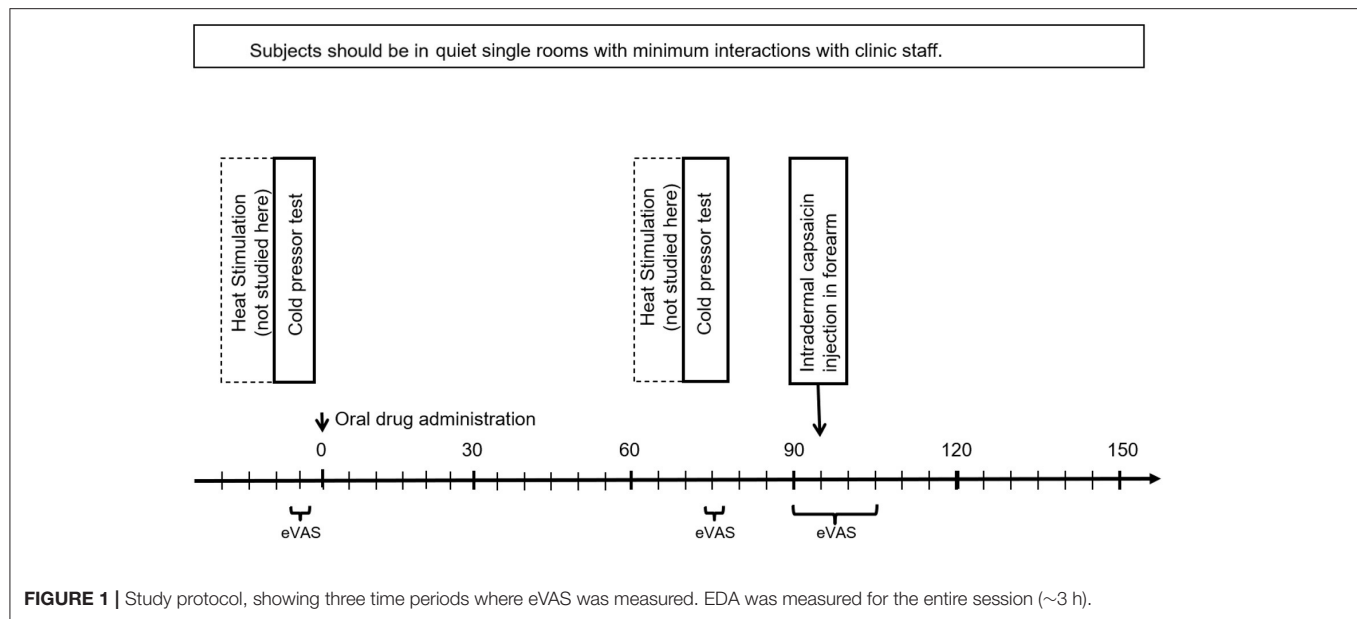 Subjects should be in quiet single rooms with minimum interactions with clinic staff.
Heat Stimulation
(not studied here)
Cold pressor test
Heat Stimulation
(not studied here)
Cold pressor test
Intradermal capsaicin
injection in forearm
Oral drug administration
0 30 60 90 120 150
eVAS eVAS eVAS
FIGURE 1 | Study protocol, showing three time periods where eVAS was measured. EDA was measured for the entire session (~3 h).